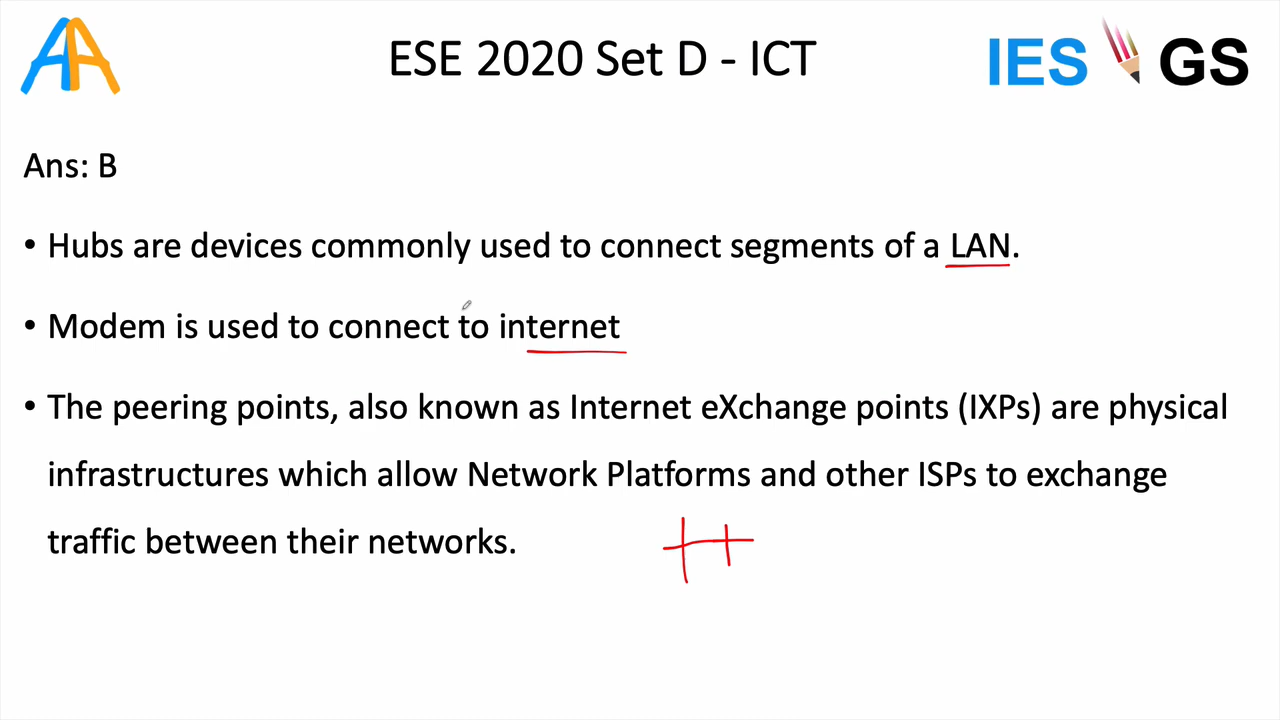 AA
ESE 2020 Set D - ICT
IES GS
Ans: B
• Hubs are devices commonly used to connect segments of a LAN.
• Modem is used to connect to internet
• The peering points, also known as Internet eXchange points (IXPs) are physical
infrastructures which allow Network Platforms and other ISPs to exchange
traffic between their networks.